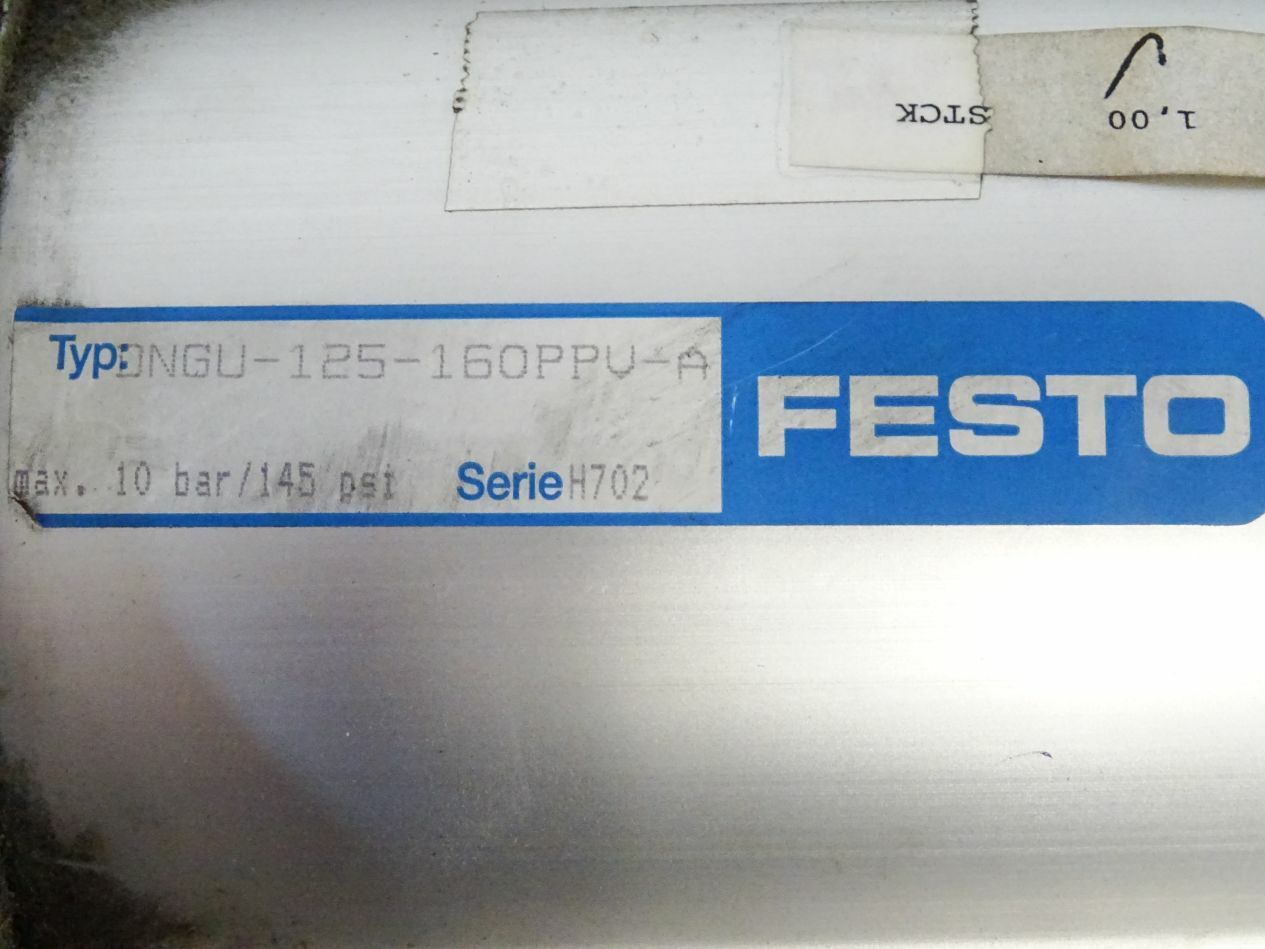 1,00 STCK
Typ: DNGU-125-160PPV-A
FESTO
max. 10 bar/145 psi Serie H702